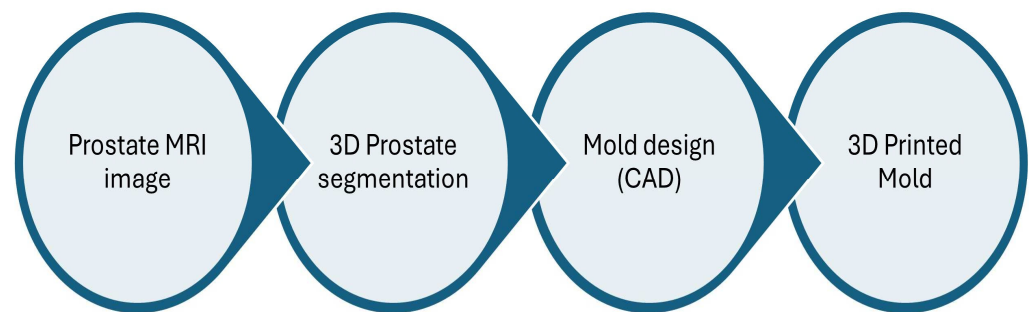 Prostate MRI
image
3D Prostate
segmentation
Mold design
(CAD)
3D Printed
Mold